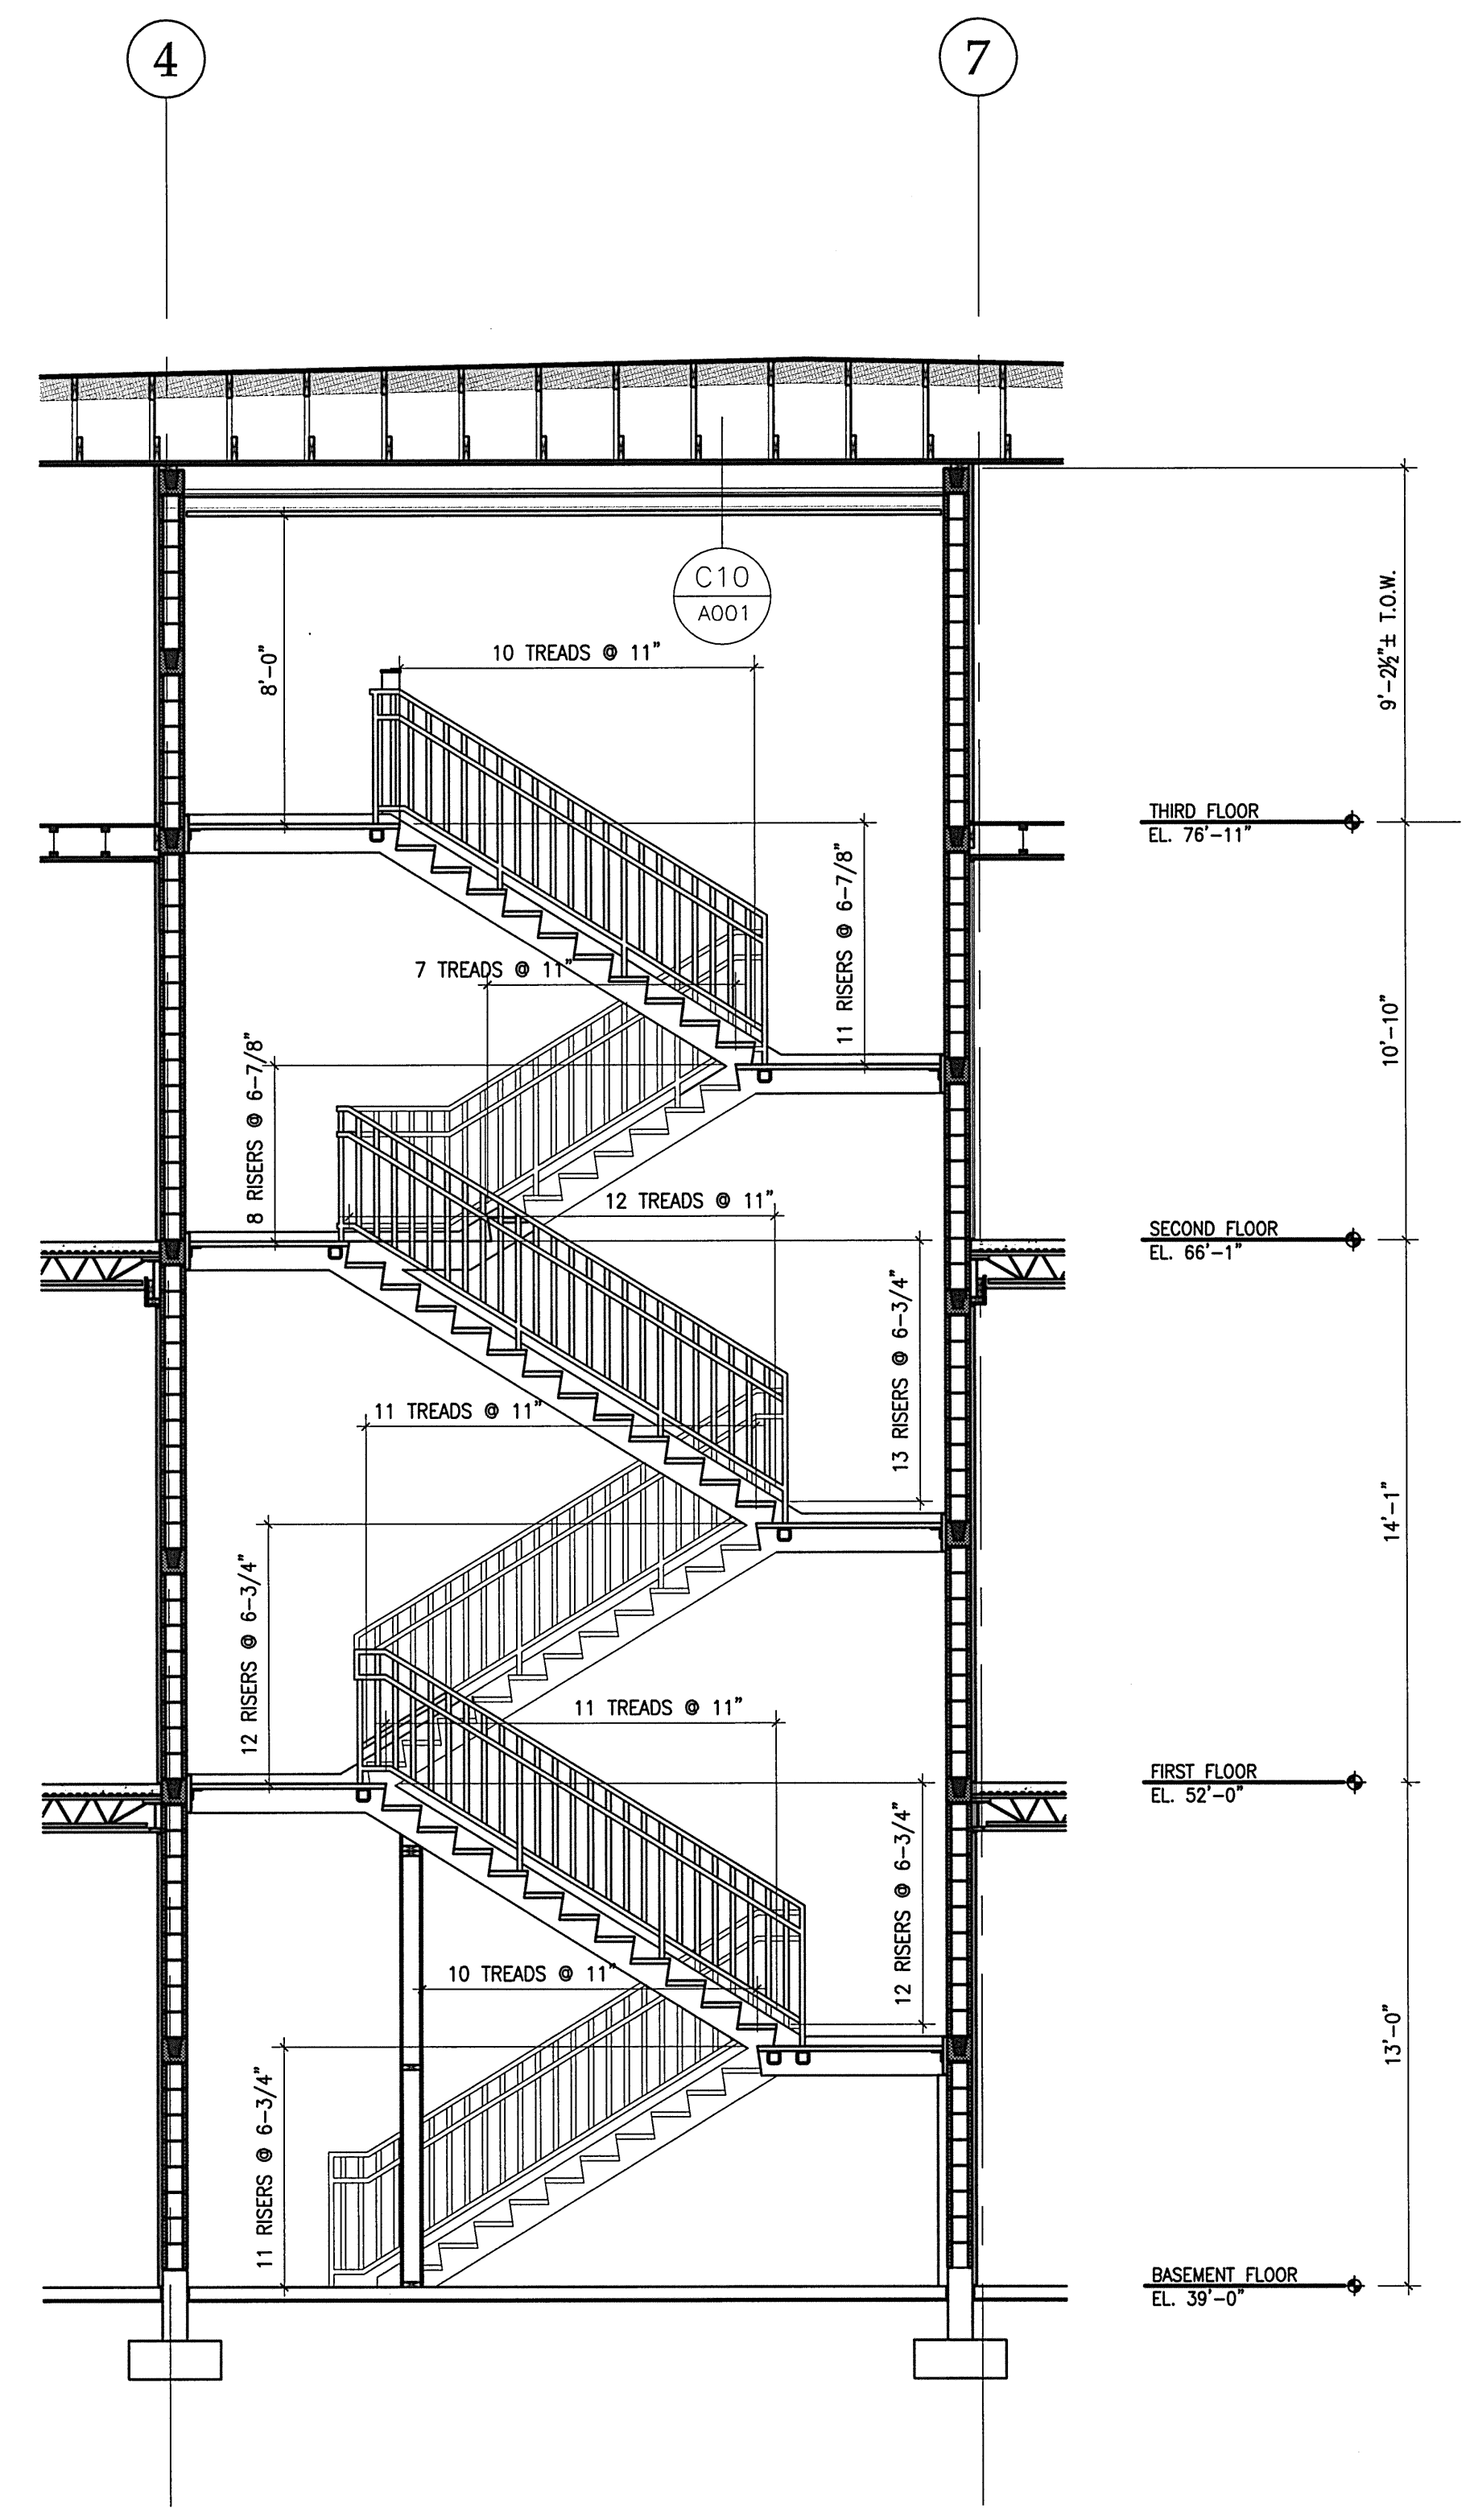 4
7
C10
A001
10 TREADS @ 11"
8'-0"
9'-2½"± T.O.W.
THIRD FLOOR
EL. 76'-11"
11 RISERS @ 6-7/8"
7 TREADS @ 11"
10'-10"
8 RISERS @ 6-7/8"
12 TREADS @ 11"
SECOND FLOOR
EL. 66'-1"
13 RISERS @ 6-3/4"
11 TREADS @ 11"
14'-1"
12 RISERS @ 6-3/4"
11 TREADS @ 11"
FIRST FLOOR
EL. 52'-0"
12 RISERS @ 6-3/4"
10 TREADS @ 11"
13'-0"
11 RISERS @ 6-3/4"
BASEMENT FLOOR
EL. 39'-0"